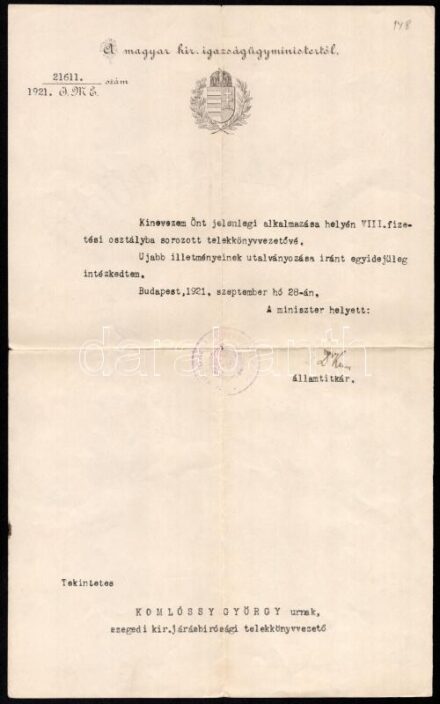 148
A magyar kir. igazságügyministertől.
21611. szám
1921. I. M. E.
Kinevezem Önt jelenlegi alkalmazása helyén VIII.fize-
tési osztályba sorozott telekkönyvvezetővé.
Ujabb illetményeinek utalványozása iránt egyidejüleg
intézkedtem.
Budapest,1921. szeptember hó 28-án.
A miniszter helyett:
darabanth
államtitkár.
Tekintetes
KOMLÓSSY GYÖRGY urnak,
szegedi kir.járásbirósági telekkönyvvezető